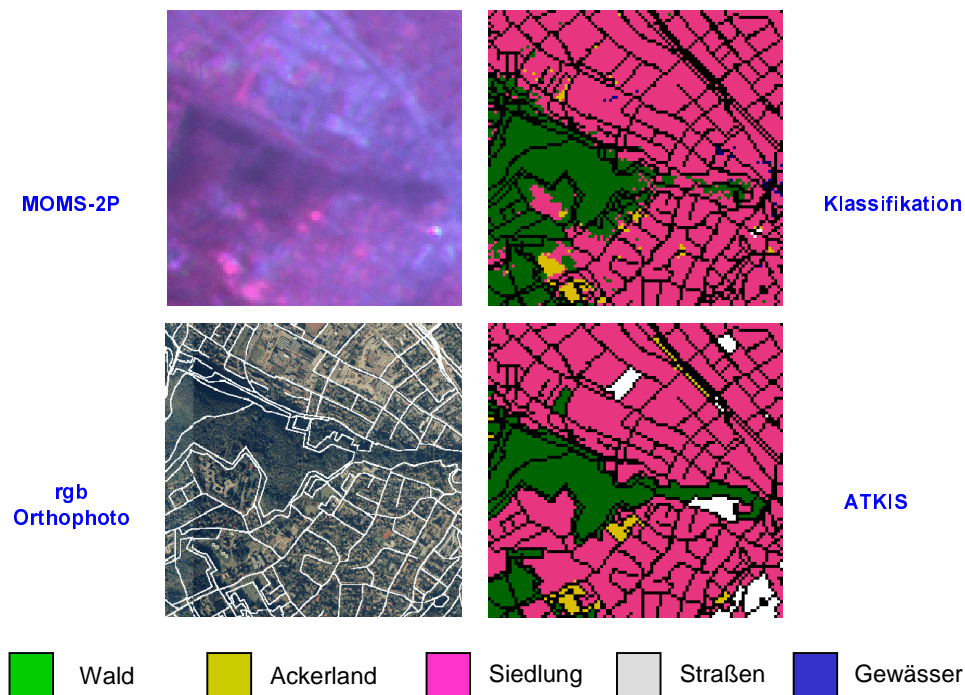 MOMS-2P
Klassifikation
rgb
Orthophoto
ATKIS
Wald
Ackerland
Siedlung
Straßen
Gewässer